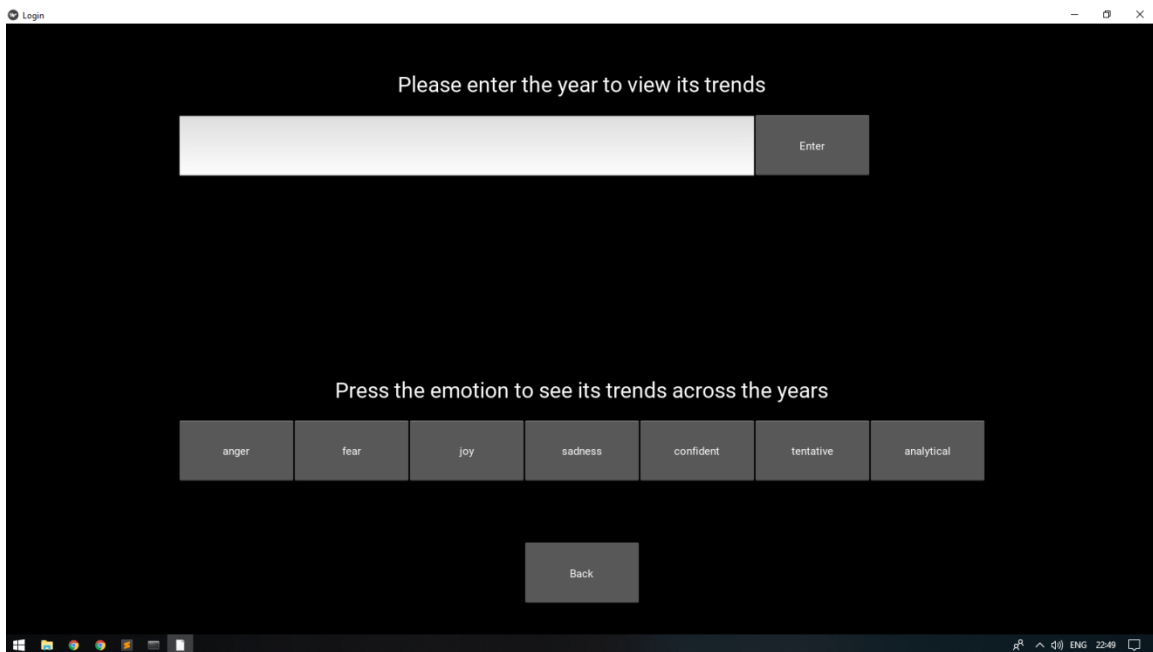 Login
Please enter the year to view its trends
Enter
Press the emotion to see its trends across the years
anger fear joy sadness confident tentative analytical
Back
ENG 22:49